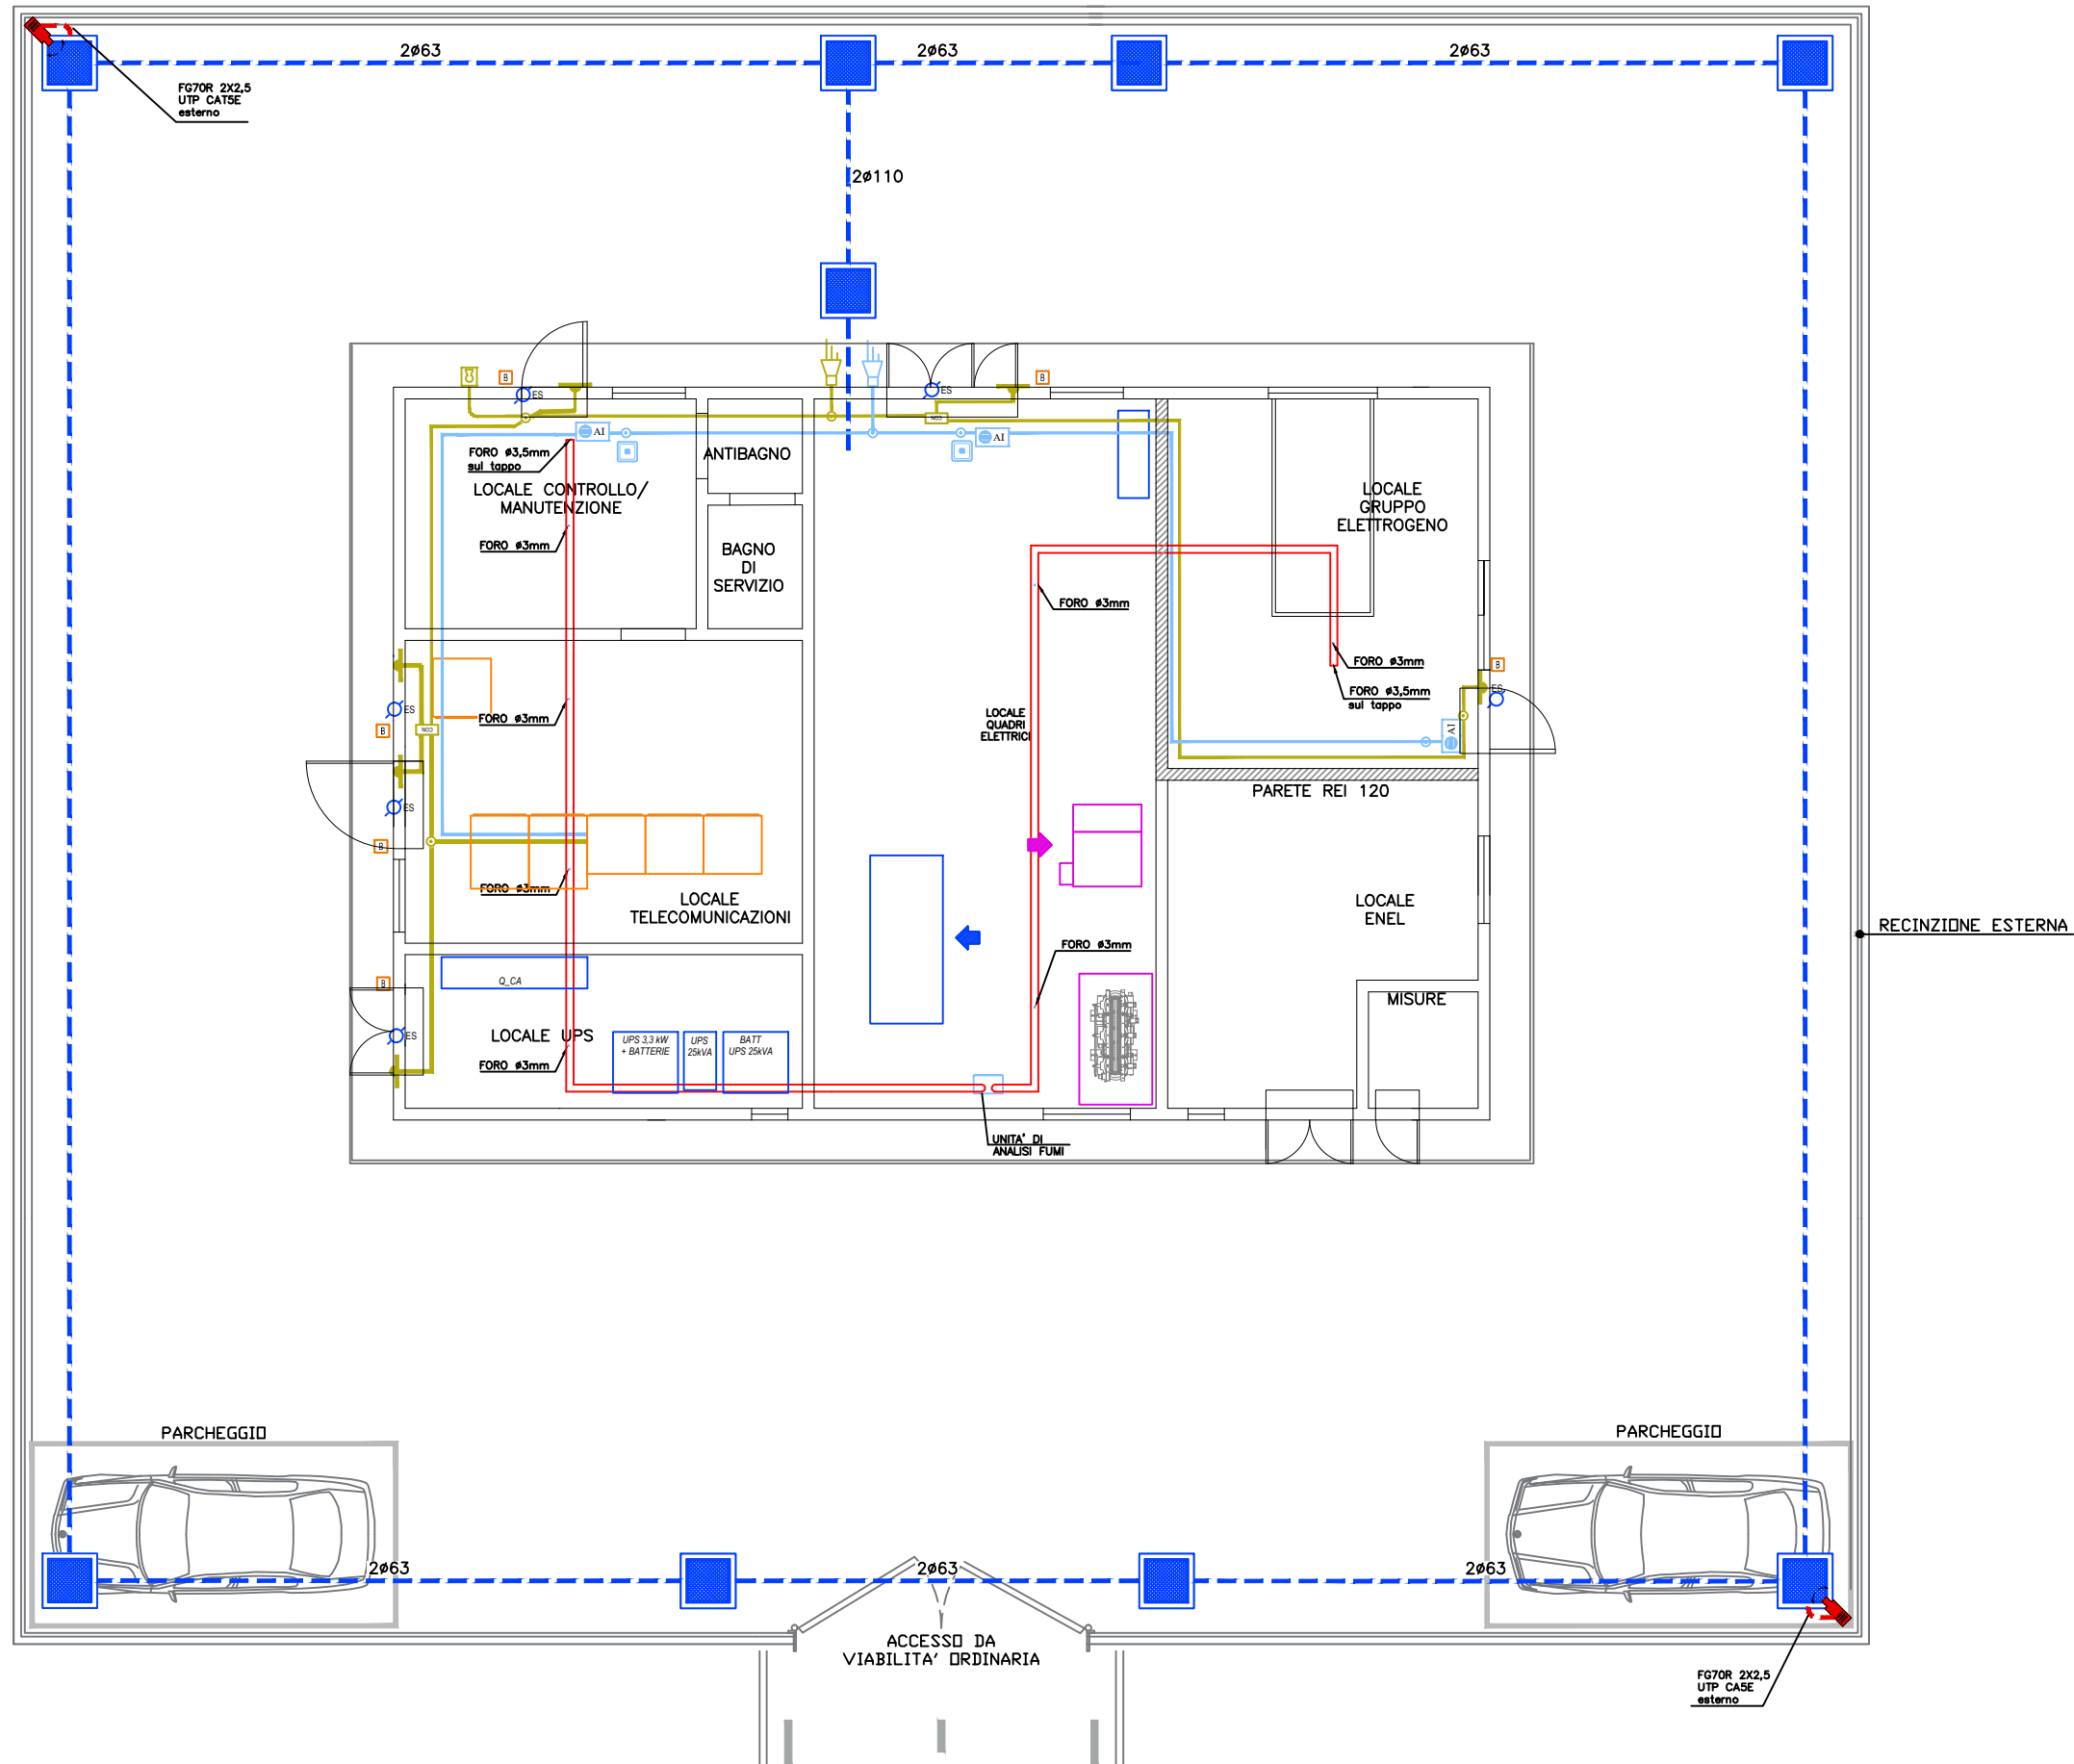 2ø63
2ø63
2ø63
FG7OR 2X2,5
UTP CAT5E
esterno
2ø110
B
ES
ES
B
CON
AI
AI
FORO ø3,5mm
sul tappo
ANTIBAGNO
LOCALE CONTROLLO/
MANUTENZIONE
LOCALE
GRUPPO
ELETTROGENO
FORO ø3mm
BAGNO
DI
SERVIZIO
FORO ø3mm
FORO ø3mm
B
ES
FORO ø3,5mm
sul tappo
ES
FORO ø3mm
LOCALE
QUADRI
ELETTRICI
B
CON
AI
PARETE REI 120
ES
B
FORO ø3mm
LOCALE
TELECOMUNICAZIONI
LOCALE
ENEL
RECINZIONE ESTERNA
FORO ø3mm
Q_CA
B
MISURE
LOCALE UPS
ES
UPS 3,3 kW
+ BATTERIE
UPS
25kVA
BATT
UPS 25kVA
FORO ø3mm
UNITA' DI
ANALISI FUMI
PARCHEGGIO
PARCHEGGIO
2ø63
2ø63
2ø63
ACCESSO DA
VIABILITA' ORDINARIA
FG7OR 2X2,5
UTP CA5E
esterno